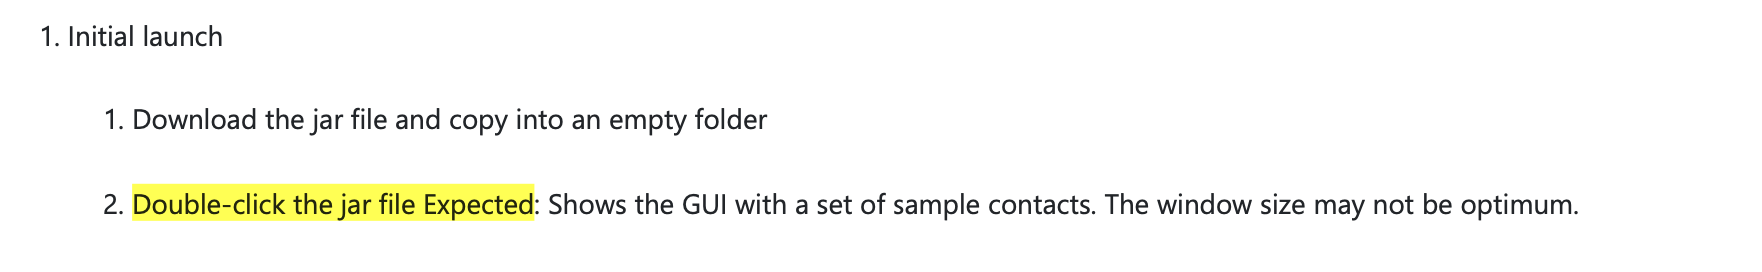 1. Initial launch
1. Download the jar file and copy into an empty folder
2. Double-click the jar file Expected: Shows the GUI with a set of sample contacts. The window size may not be optimum.